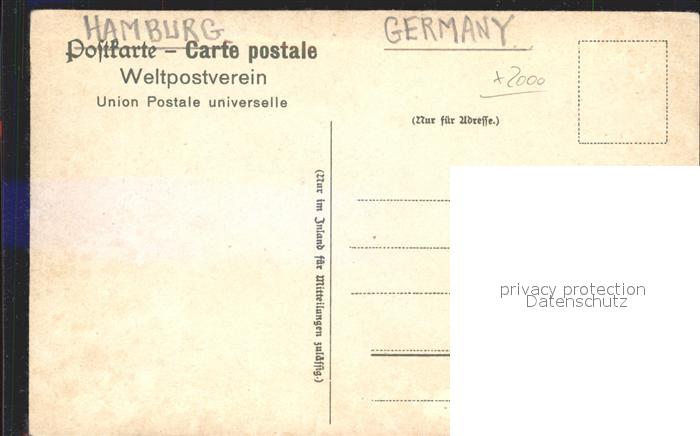 HAMBURG GERMANY.
Postkarte – Carte postale
Weltpostverein
Union Postale universelle
x 2000
(Nur für Adresse.)
(Nur im Inland für Mitteilungen zulässig.)
privacy protection
Datenschutz